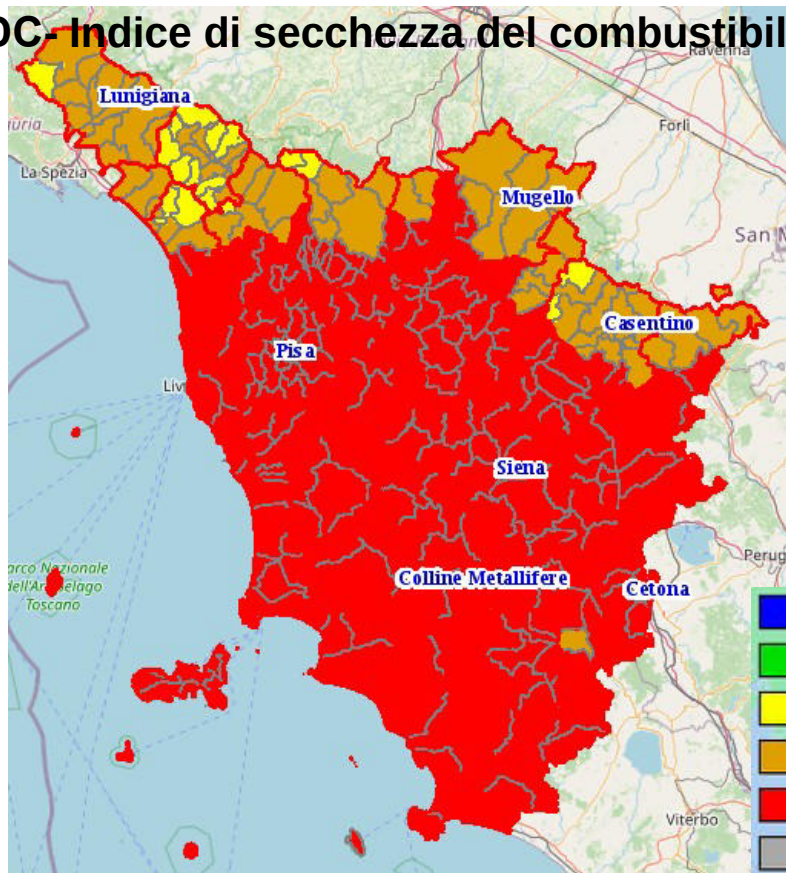 DC- Indice di secchezza del combustibil
Ravenna
Lunigiana
Forlì
La Spezia
Mugello
San M
Casentino
Pisa
Liv
Siena
Perug
arco Nazionale
dell'Arcipelago
Toscano
Colline Metallifere
Cetona
Viterbo